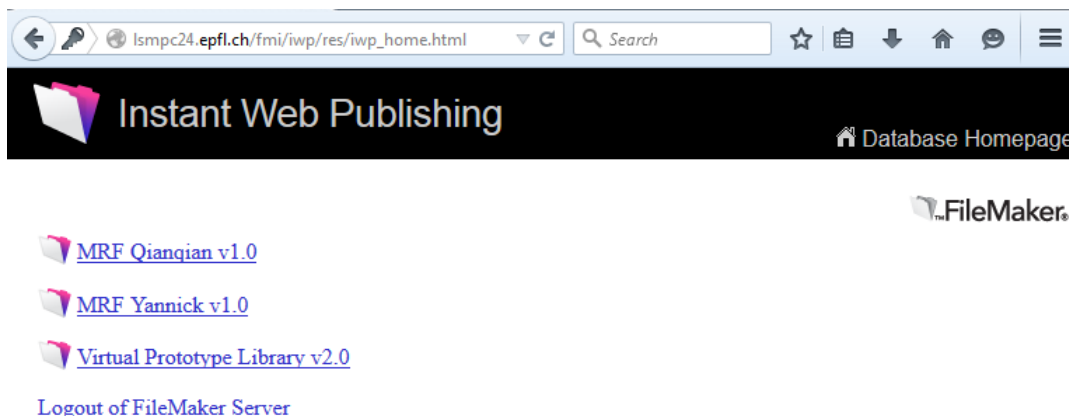 lsmpc24.epfl.ch/fmi/iwp/res/iwp_home.html Search
Instant Web Publishing
Database Homepage
FileMaker
MRF Qianqian v1.0
MRF Yannick v1.0
Virtual Prototype Library v2.0
Logout of FileMaker Server